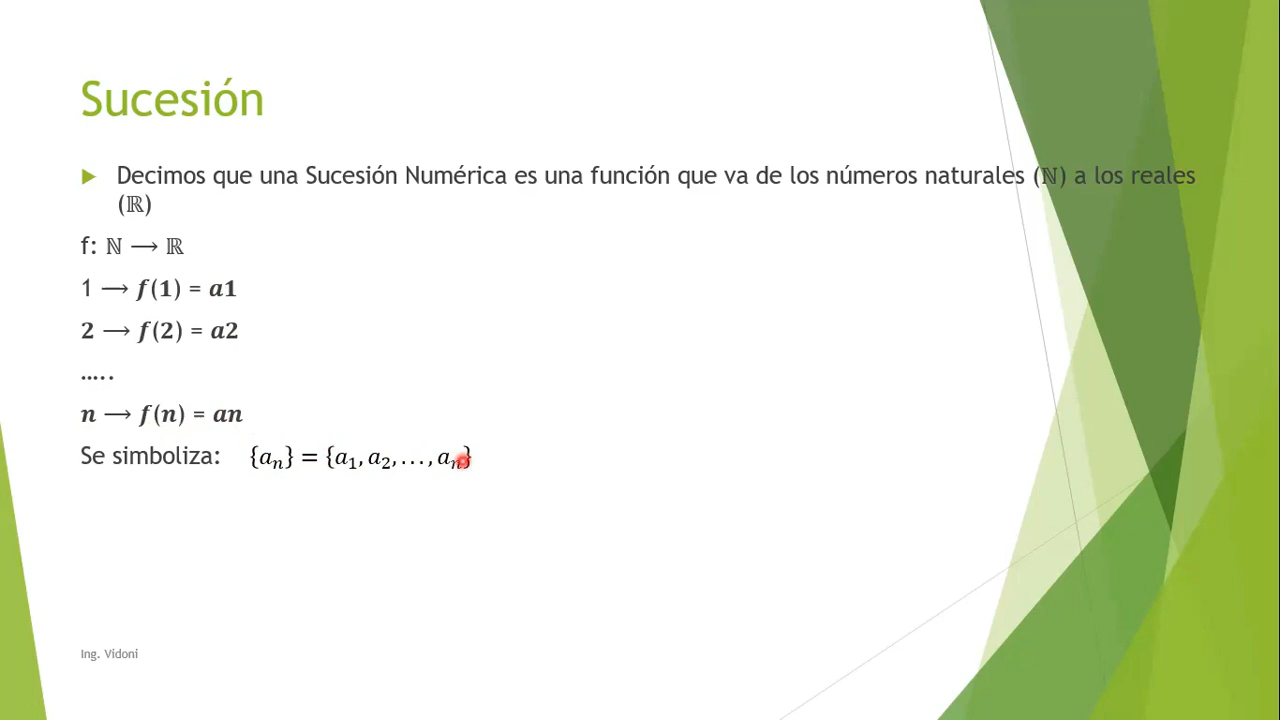 Sucesión
Decimos que una Sucesión Numérica es una función que va de los números naturales (ℕ) a los reales
(ℝ)
f: ℕ ⟶ ℝ
1 ⟶ f(1) = a1
2 ⟶ f(2) = a2
…..
n ⟶ f(n) = an
Se simboliza: {aₙ} = {a₁, a₂, …, aₙ}
Ing. Vidoni